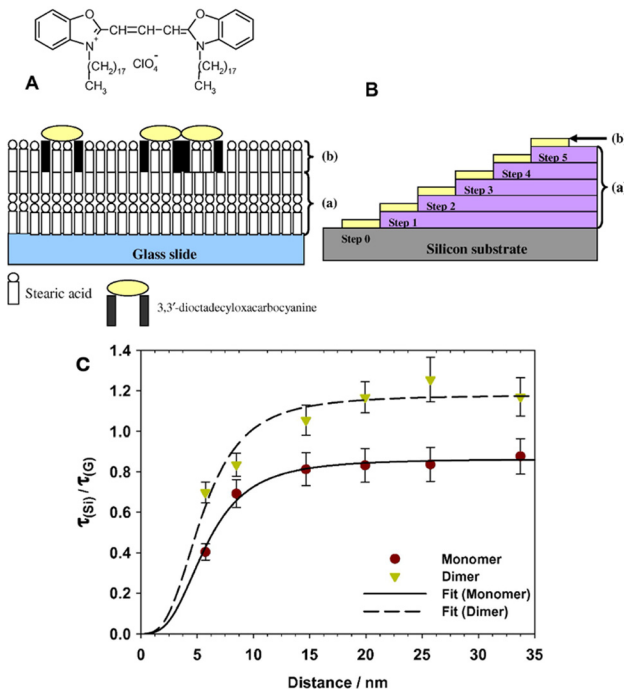 O
O
CH
CH
CH
N
+
N
(CH2)17
ClO4-
(CH2)17
CH3
CH3
A
B
(b)
(a)
Glass slide
Stearic acid
3,3′-dioctadecyloxacarbocyanine
(b
Step 5
Step 4
Step 3
Step 2
Step 1
Step 0
(a
Silicon substrate
C
1.4
1.2
1.0
0.8
0.6
0.4
0.2
0.0
τ(Si) / τ(G)
Monomer
Dimer
Fit (Monomer)
Fit (Dimer)
0 5 10 15 20 25 30 35
Distance / nm